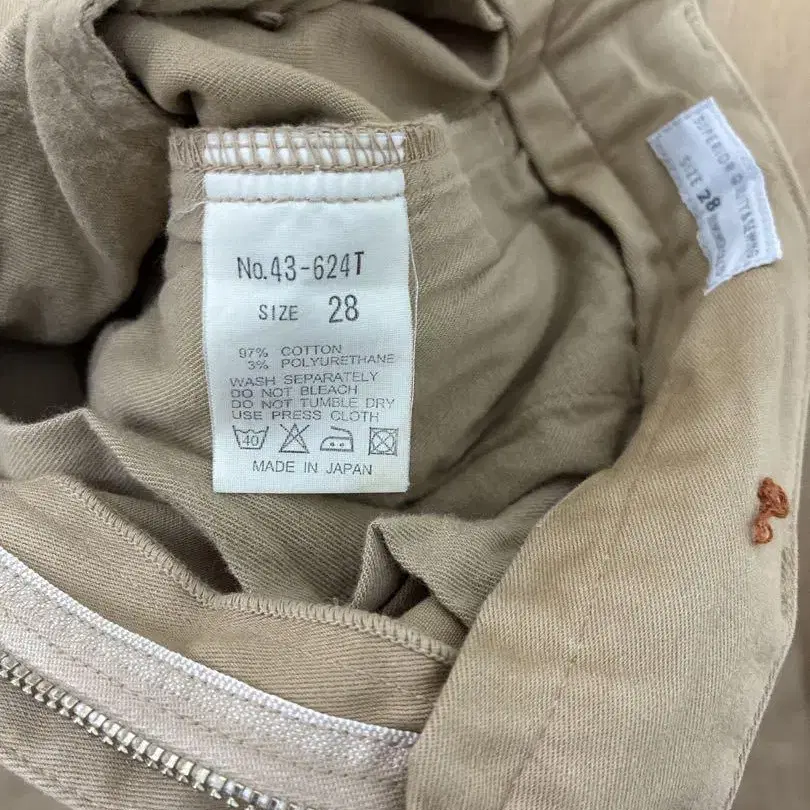 No.43-624T
SIZE 28
97% COTTON
3% POLYURETHANE
WASH SEPARATELY
DO NOT BLEACH
DO NOT TUMBLE DRY
USE PRESS CLOTH
40
MADE IN JAPAN
SUPERIOR
SIZE 28